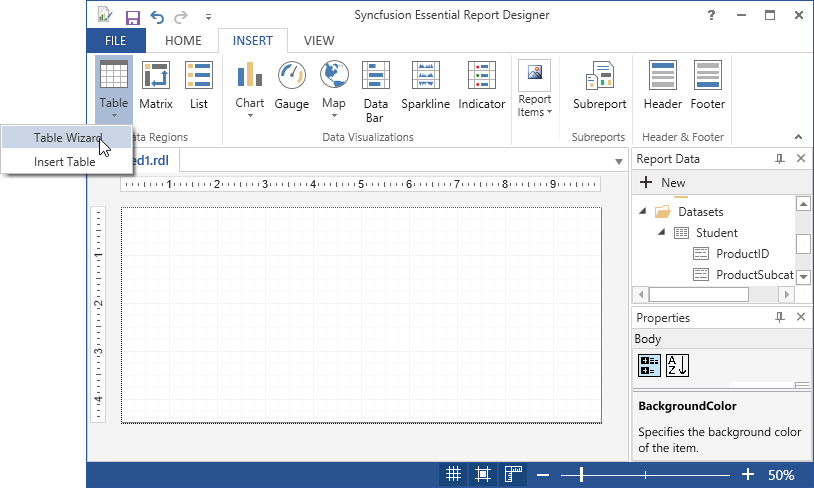 Syncfusion Essential Report Designer
?
FILE HOME INSERT VIEW
Table Matrix List Chart Gauge Map Data Bar Sparkline Indicator Report Items Subreport Header Footer
Data Visualizations Subreports Header & Footer
Table Wizard
Insert Table
ed1.rdl
Report Data
New
Datasets
Student
ProductID
ProductSubcat
1 2 3 4 5 6 7 8 9
1
2
3
4
Properties
Body
A
Z
BackgroundColor
Specifies the background color
of the item.
50%